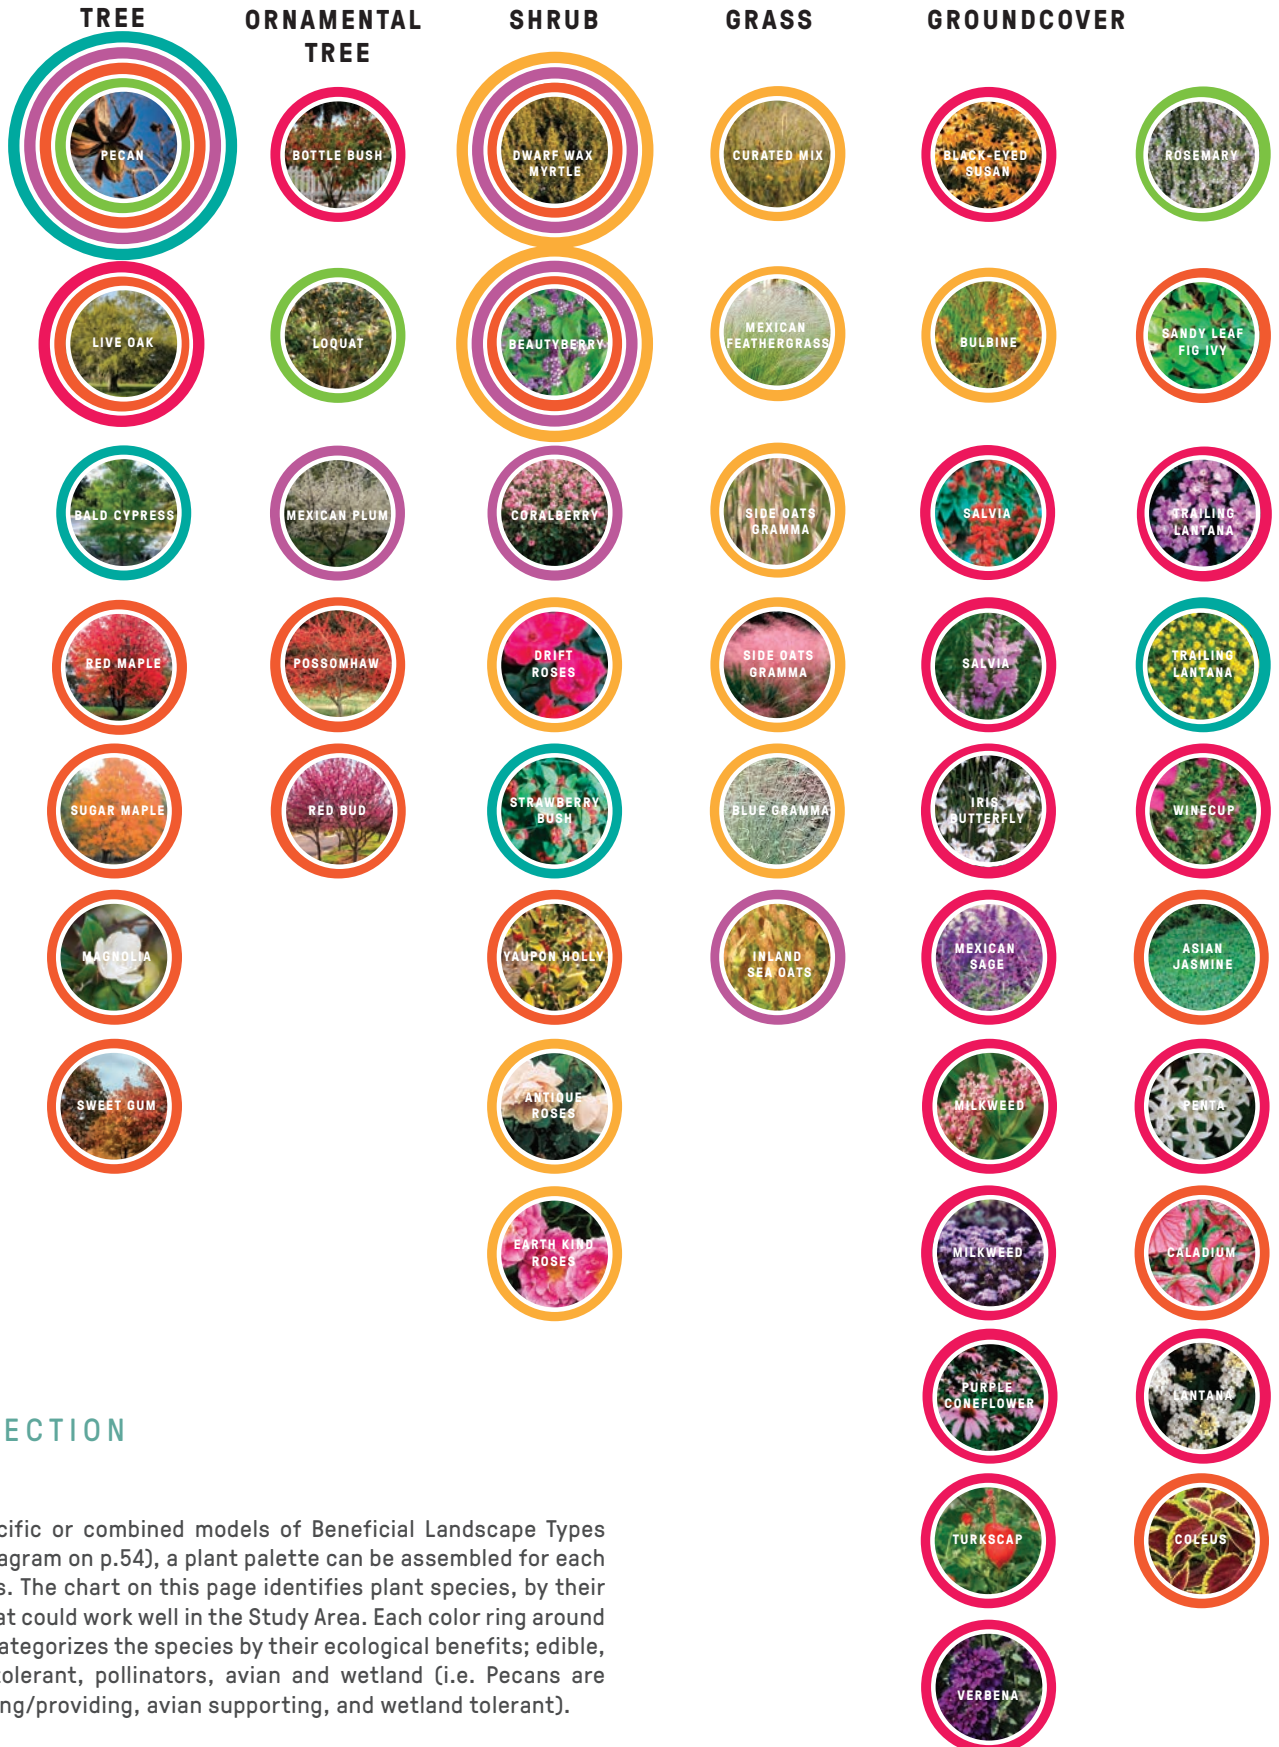 TREE
ORNAMENTAL
TREE
SHRUB
GRASS
GROUNDCOVER
PECAN
BOTTLE BUSH
DWARF WAX
MYRTLE
CURATED MIX
BLACK-EYED
SUSAN
ROSEMARY
LIVE OAK
LOQUAT
BEAUTYBERRY
MEXICAN
FEATHERGRASS
BULBINE
SANDY LEAF
FIG IVY
BALD CYPRESS
MEXICAN PLUM
CORALBERRY
SIDE OATS
GRAMMA
SALVIA
TRAILING
LANTANA
RED MAPLE
POSSOMHAW
DRIFT
ROSES
SIDE OATS
GRAMMA
SALVIA
TRAILING
LANTANA
SUGAR MAPLE
RED BUD
STRAWBERRY
BUSH
BLUE GRAMMA
IRIS
BUTTERFLY
WINECUP
MAGNOLIA
YAUPON HOLLY
INLAND
SEA OATS
MEXICAN
SAGE
ASIAN
JASMINE
SWEET GUM
ANTIQUE
ROSES
MILKWEED
PENTA
EARTH KIND
ROSES
MILKWEED
CALADIUM
PURPLE
CONEFLOWER
LANTANA
TURKSCAP
COLEUS
VERBENA
ECTION
cific or combined models of Beneficial Landscape Types
agram on p.54), a plant palette can be assembled for each
s. The chart on this page identifies plant species, by their
at could work well in the Study Area. Each color ring around
ategorizes the species by their ecological benefits; edible,
tolerant, pollinators, avian and wetland (i.e. Pecans are
ng/providing, avian supporting, and wetland tolerant).